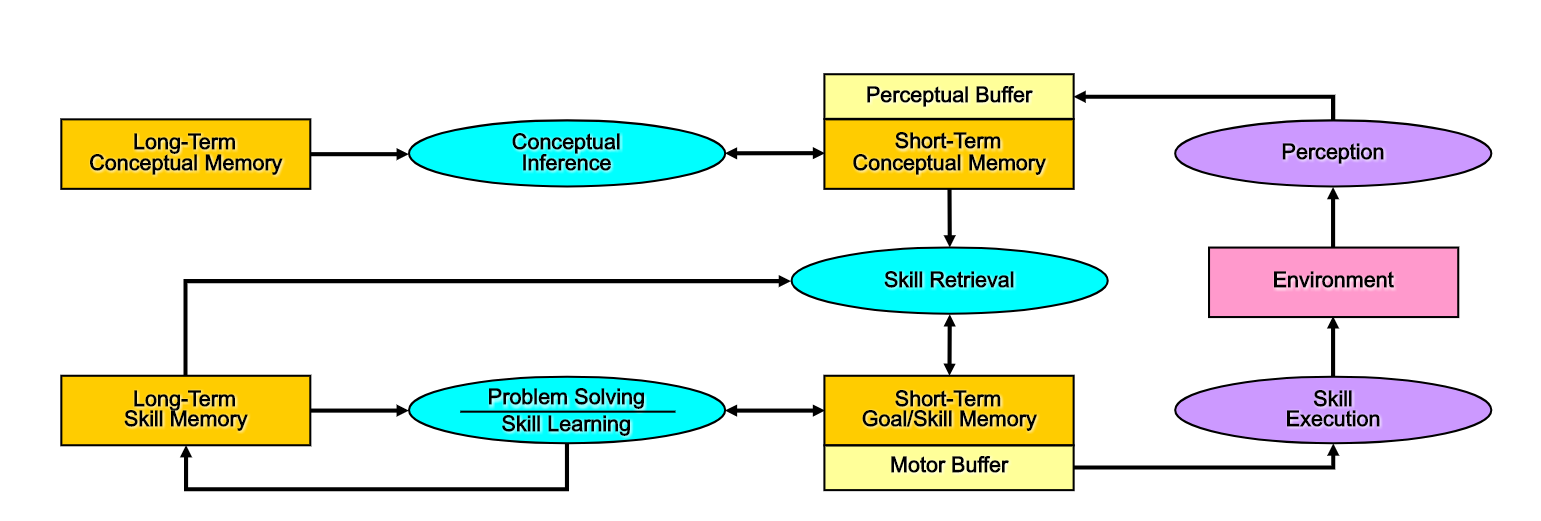 Perceptual Buffer
Long-Term
Conceptual Memory
Conceptual
Inference
Short-Term
Conceptual Memory
Perception
Skill Retrieval
Environment
Long-Term
Skill Memory
Problem Solving
Skill Learning
Short-Term
Goal/Skill Memory
Skill
Execution
Motor Buffer